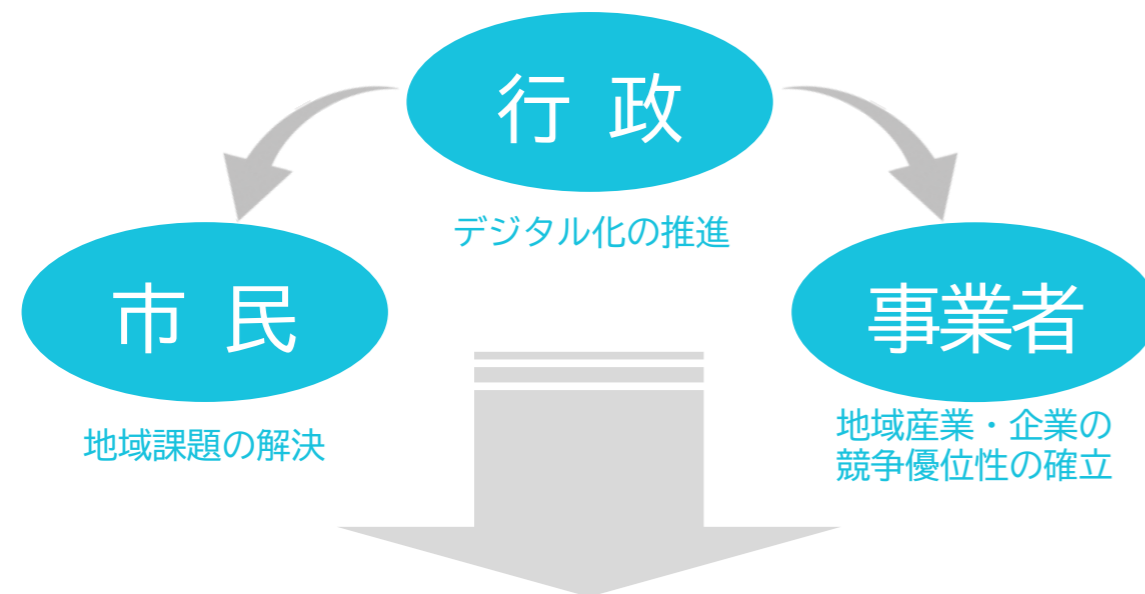 行 政
デジタル化の推進
市 民
地域課題の解決
事業者
地域産業・企業の
競争優位性の確立